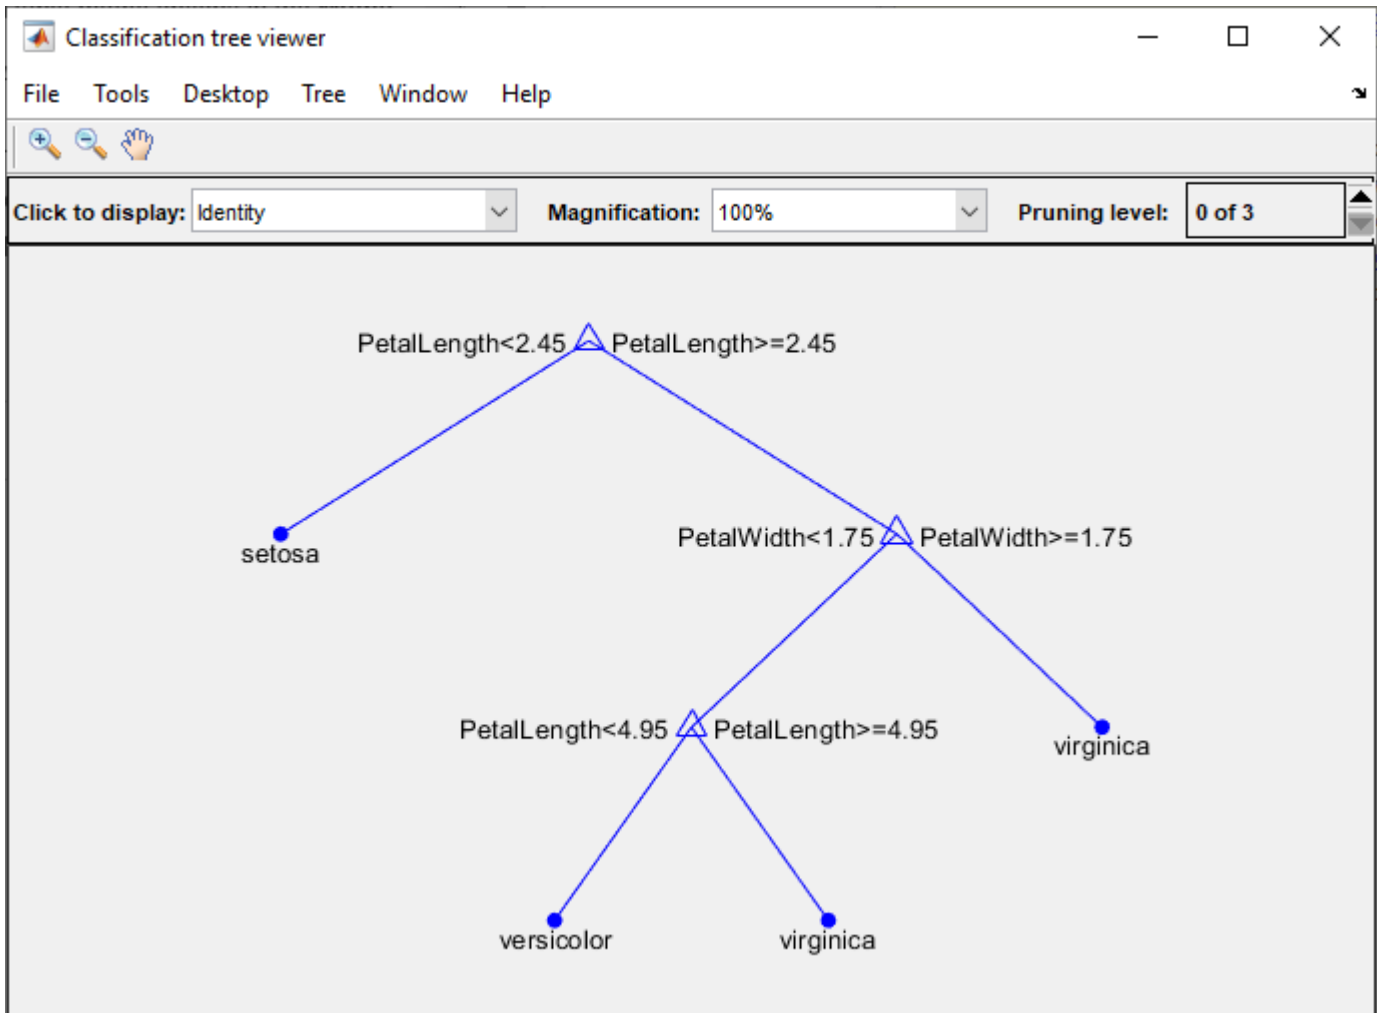 Classification tree viewer
File Tools Desktop Tree Window Help
Click to display: Identity Magnification: 100% Pruning level: 0 of 3
PetalLength<2.45 PetalLength>=2.45
setosa
PetalWidth<1.75 PetalWidth>=1.75
PetalLength<4.95 PetalLength>=4.95
virginica
versicolor virginica